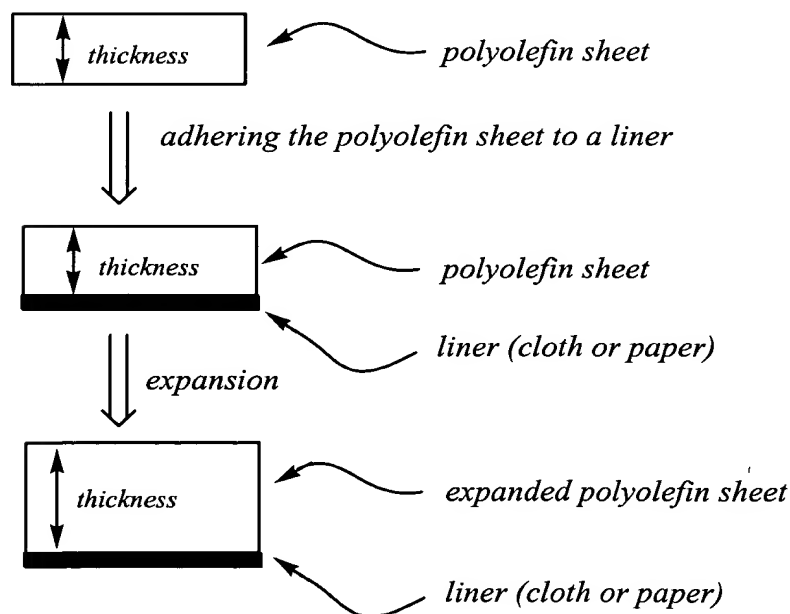 thickness
polyolefin sheet
adhering the polyolefin sheet to a liner
thickness
polyolefin sheet
liner (cloth or paper)
expansion
thickness
expanded polyolefin sheet
liner (cloth or paper)